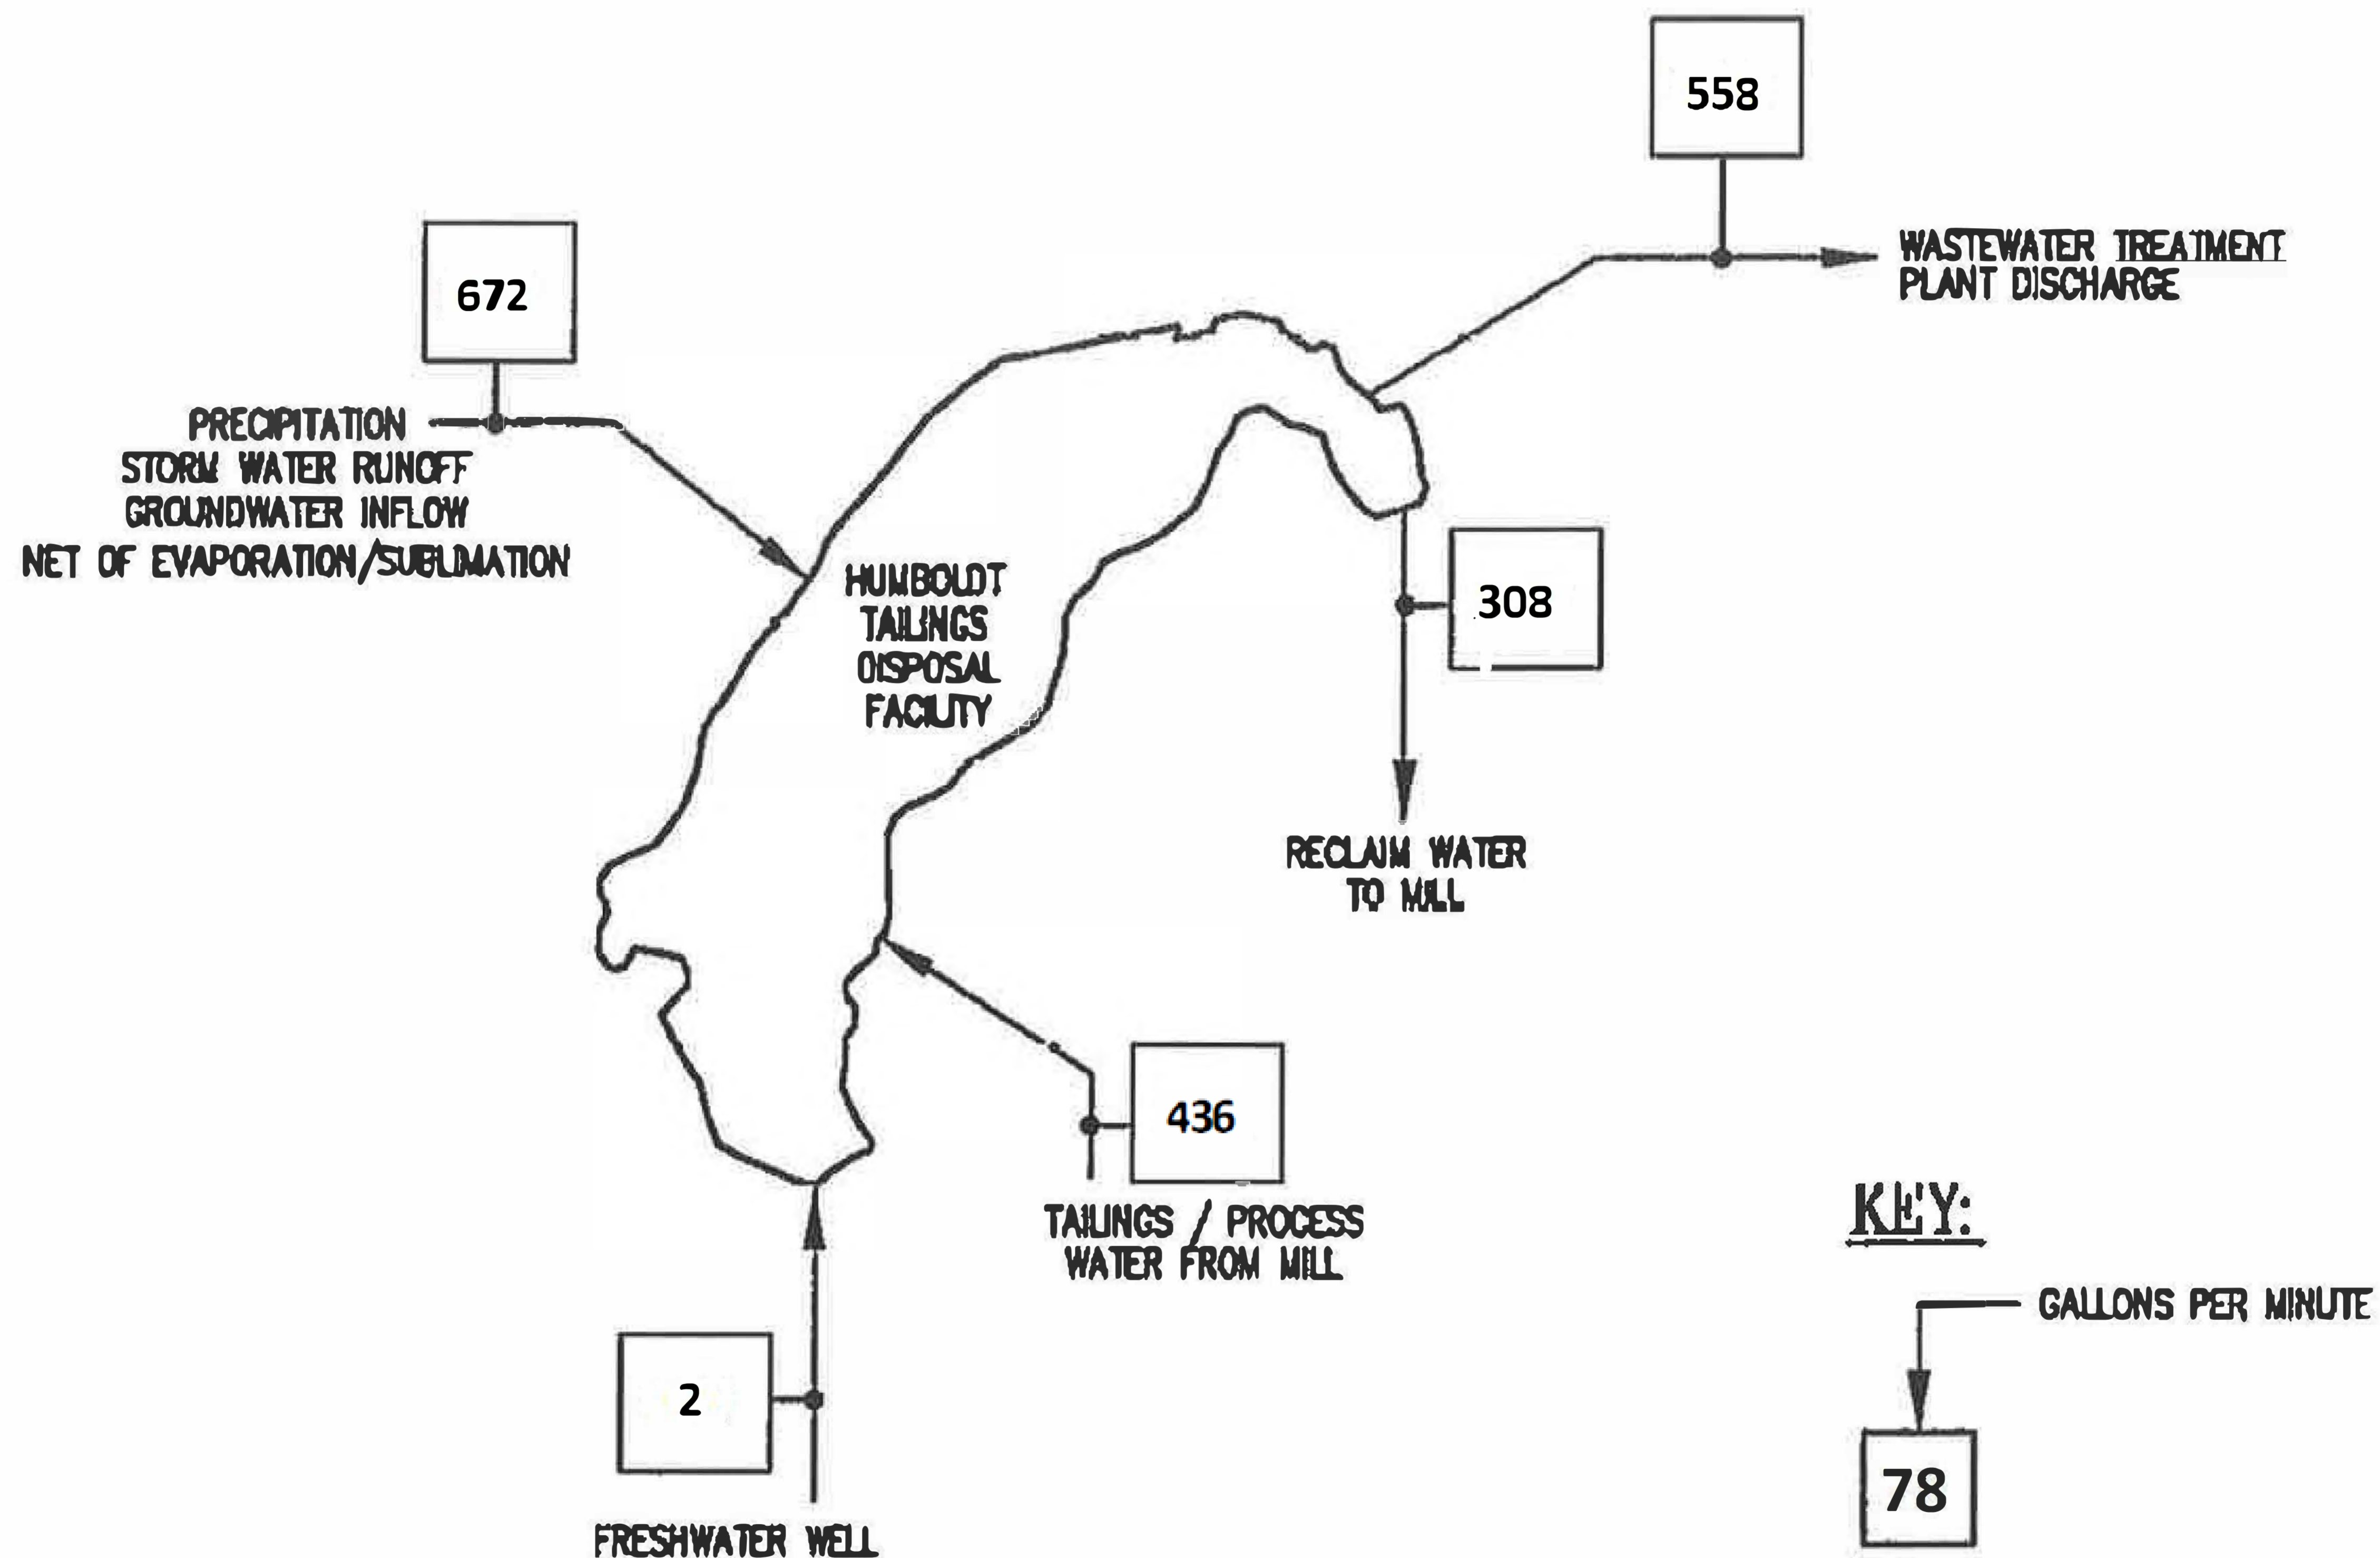 558
WASTEWATER TREATMENT
PLANT DISCHARGE
672
PRECIPITATION
STORM WATER RUNOFF
GROUNDWATER INFLOW
NET OF EVAPORATION/SUBLIMATION
HUMBOLDT
TAILINGS
DISPOSAL
FACILITY
308
RECLAIM WATER
TO MILL
436
TAILINGS / PROCESS
WATER FROM MILL
2
FRESHWATER WELL
KEY:
GALLONS PER MINUTE
78